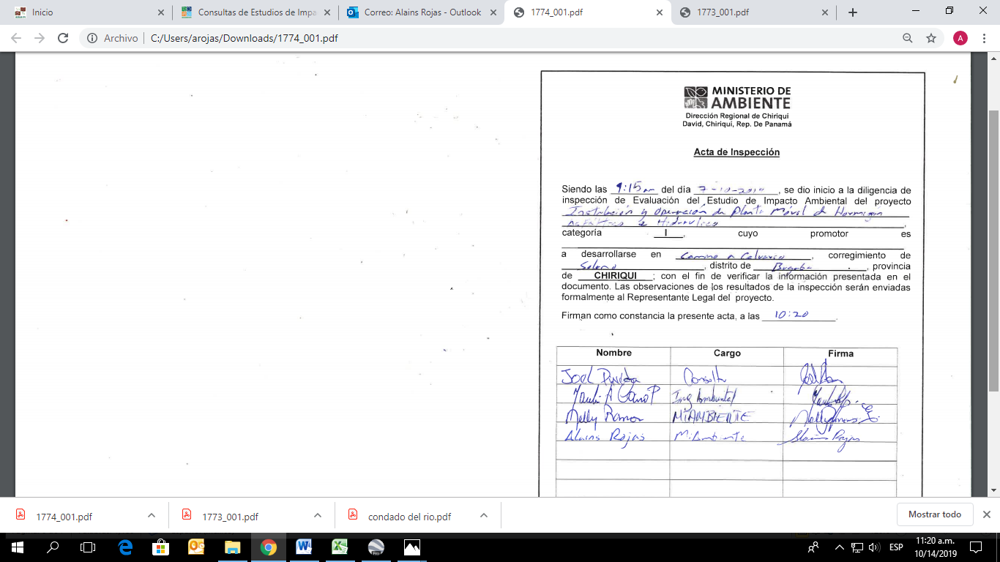 Inicio
Consultas de Estudios de Impa
Correo: Alains Rojas - Outlook
1774_001.pdf
1773_001.pdf
Archivo
C:/Users/arojas/Downloads/1774_001.pdf
A
MINISTERIO DE
AMBIENTE
Dirección Regional de Chiriquí
David, Chiriquí, Rep. De Panamá
Acta de Inspección
Siendo las 9:15 am del día 7-10-2019, se dio inicio a la diligencia de
inspección de Evaluación del Estudio de Impacto Ambiental del proyecto
Instalación y Operación de Planta Móvil de Hormigón
Asfáltico e Hidráulico,
categoría I, cuyo promotor es
a desarrollarse en Camino a Calvario, corregimiento de
Solano, distrito de Bugaba, provincia
de CHIRIQUI; con el fin de verificar la información presentada en el
documento. Las observaciones de los resultados de la inspección serán enviadas
formalmente al Representante Legal del proyecto.
Firman como constancia la presente acta, a las 10:20.
Nombre Cargo Firma
Joel Consultor
Ing Ambiental
Nelly Ramos MIAMBIENTE
Alains Rojas MiAmbiente Alains Rojas
1774_001.pdf
1773_001.pdf
condado del rio.pdf
Mostrar todo
ESP
11:20 a.m.
10/14/2019